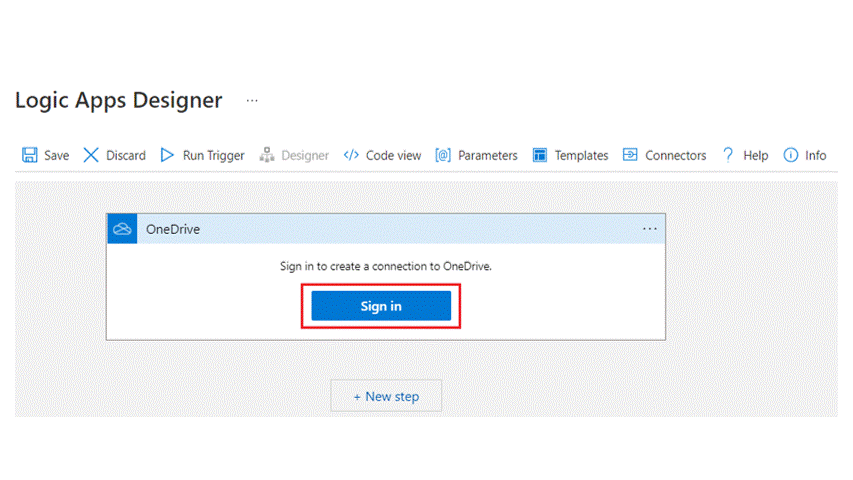 Logic Apps Designer ...
Save Discard Run Trigger Designer </> Code view [@] Parameters Templates Connectors ? Help Info
OneDrive ...
Sign in to create a connection to OneDrive.
Sign in
+ New step